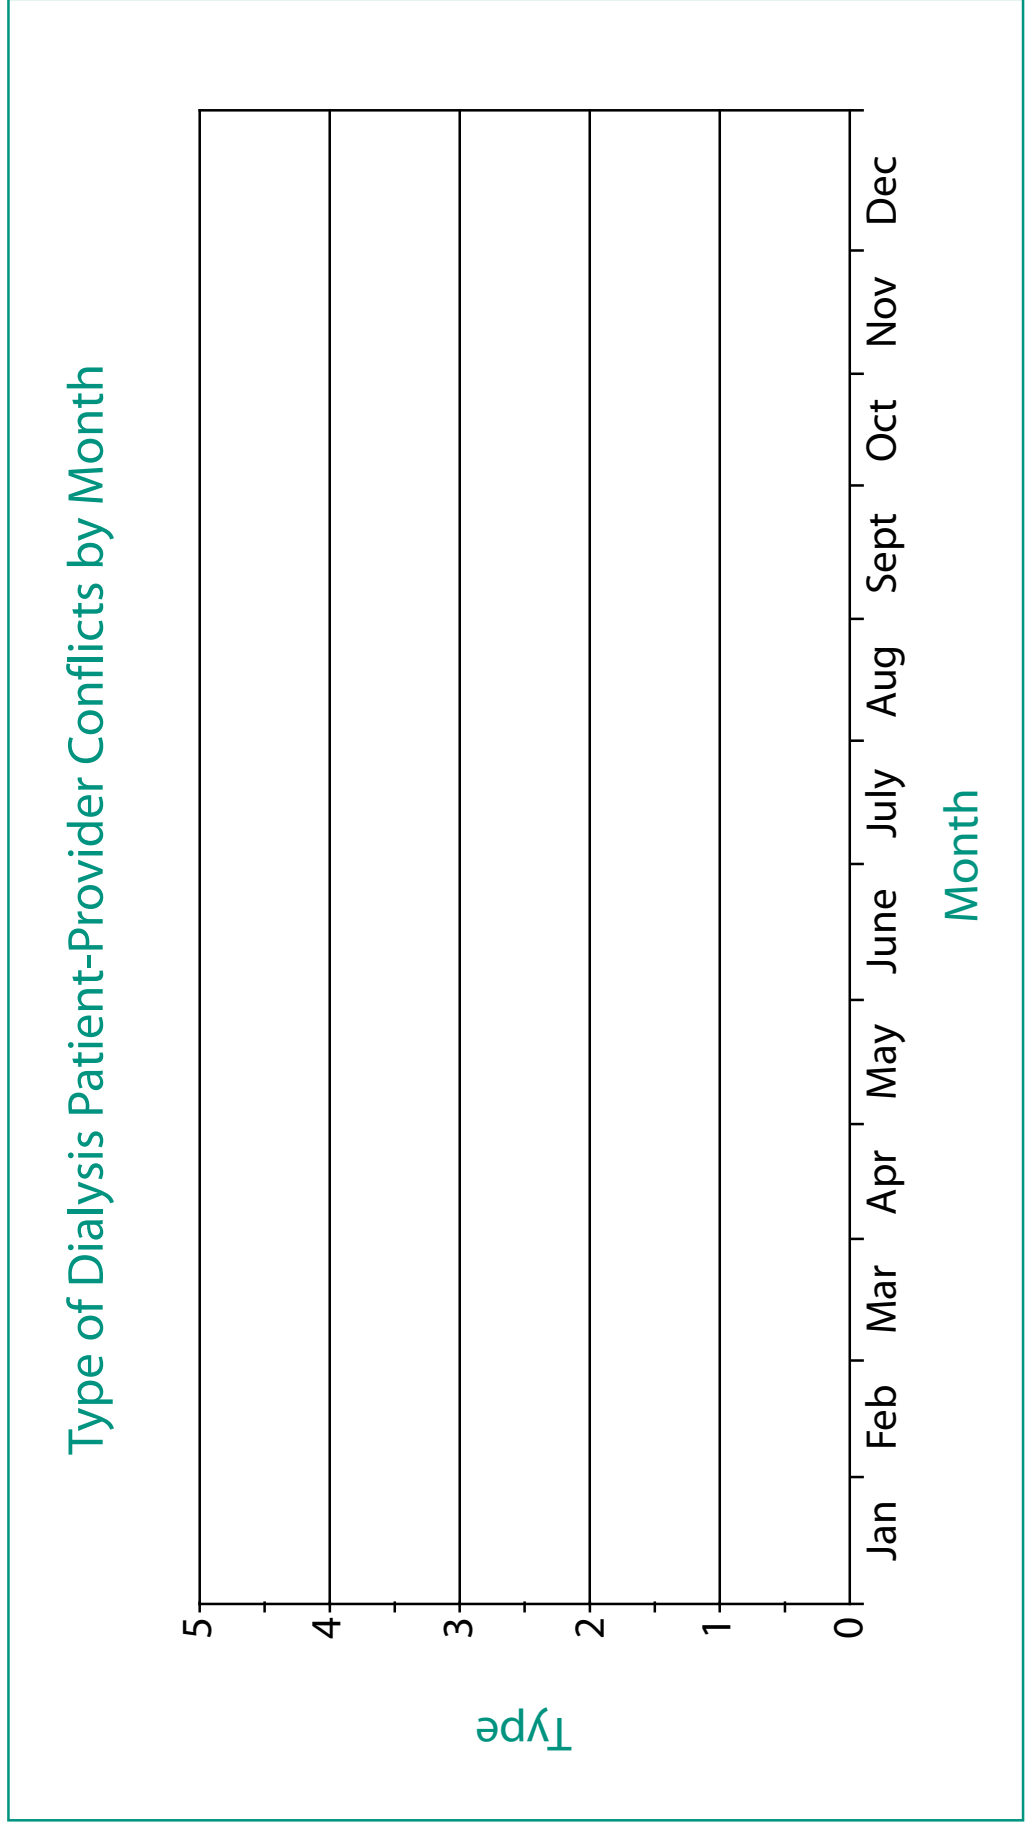 Type of Dialysis Patient-Provider Conflicts by Month
Type
5
4
3
2
1
0
Jan Feb Mar Apr May June July Aug Sept Oct Nov Dec
Month